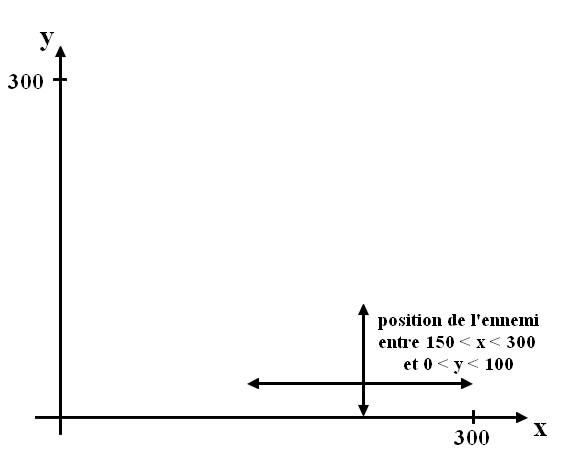 y
300
position de l'ennemi
entre 150 < x < 300
et 0 < y < 100
300
x